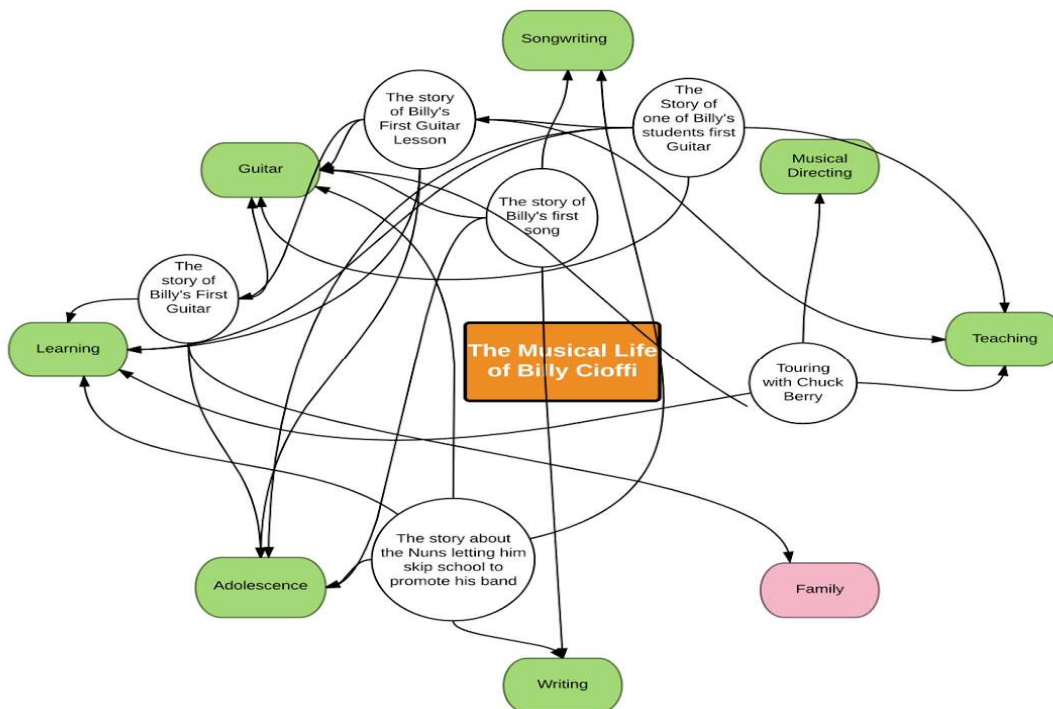 Songwriting
The story
of Billy's
First Guitar
Lesson
The
Story of
one of Billy's
students first
Guitar
Guitar
Musical
Directing
The story of
Billy's first
song
The
story of
Billy's First
Guitar
Learning
The Musical Life
of Billy Cioffi
Teaching
Touring
with Chuck
Berry
The story about
the Nuns letting him
skip school to
promote his band
Adolescence
Family
Writing